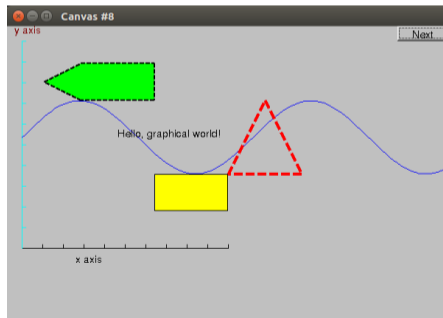 Canvas #8
y axis
Next
Hello, graphical world!
x axis